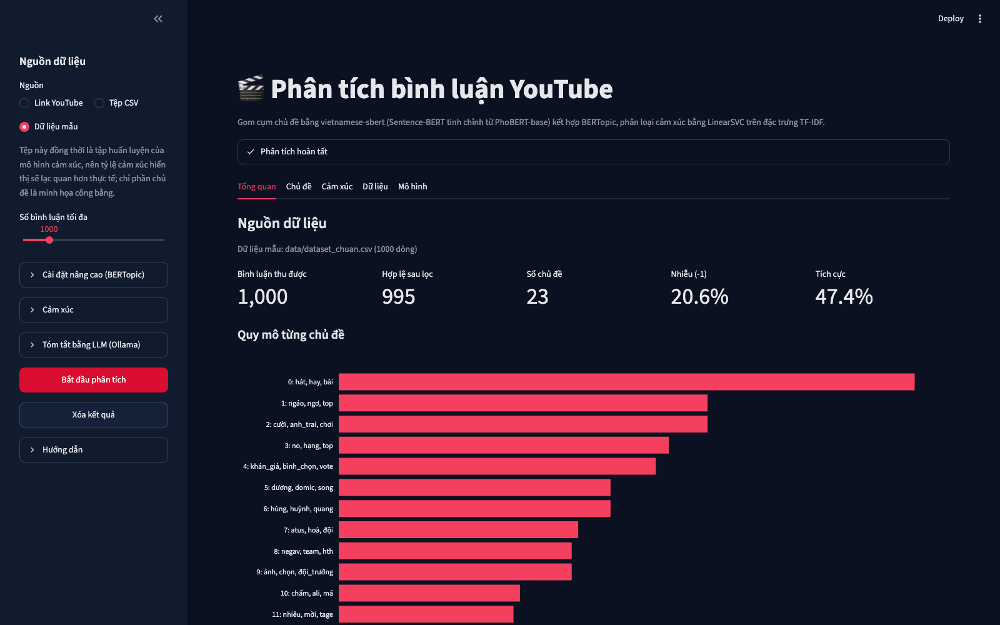 Deploy
Nguồn dữ liệu
Nguồn
Link YouTube
Tệp CSV
Dữ liệu mẫu
Tệp này đồng thời là tập huấn luyện của
mô hình cảm xúc, nên tỷ lệ cảm xúc hiển
thị sẽ lạc quan hơn thực tế; chỉ phần chủ
đề là minh họa công bằng.
Số bình luận tối đa
1000
Cài đặt nâng cao (BERTopic)
Cảm xúc
Tóm tắt bằng LLM (Ollama)
Bắt đầu phân tích
Xóa kết quả
Hướng dẫn
Phân tích bình luận YouTube
Gom cụm chủ đề bằng vietnamese-sbert (Sentence-BERT tinh chỉnh từ PhoBERT-base) kết hợp BERTopic, phân loại cảm xúc bằng LinearSVC trên đặc trưng TF-IDF.
Phân tích hoàn tất
Tổng quan Chủ đề Cảm xúc Dữ liệu Mô hình
Nguồn dữ liệu
Dữ liệu mẫu: data/dataset_chuan.csv (1000 dòng)
Bình luận thu được
1,000
Hợp lệ sau lọc
995
Số chủ đề
23
Nhiễu (-1)
20.6%
Tích cực
47.4%
Quy mô từng chủ đề
0: hát, hay, bài
1: ngáo, ngơ, top
2: cười, anh_trai, chơi
3: no, hạng, top
4: khán_giả, bình_chọn, vote
5: dương, domic, song
6: hùng, huỳnh, quang
7: atus, hoà, đội
8: negav, team, hth
9: ảnh, chọn, đội_trưởng
10: chấm, ali, má
11: nhiêu, mời, tage